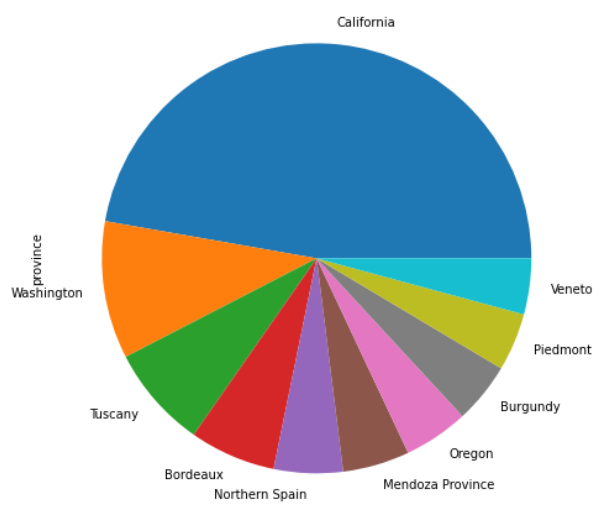 California
province
Washington
Veneto
Piedmont
Burgundy
Tuscany
Oregon
Bordeaux
Mendoza Province
Northern Spain